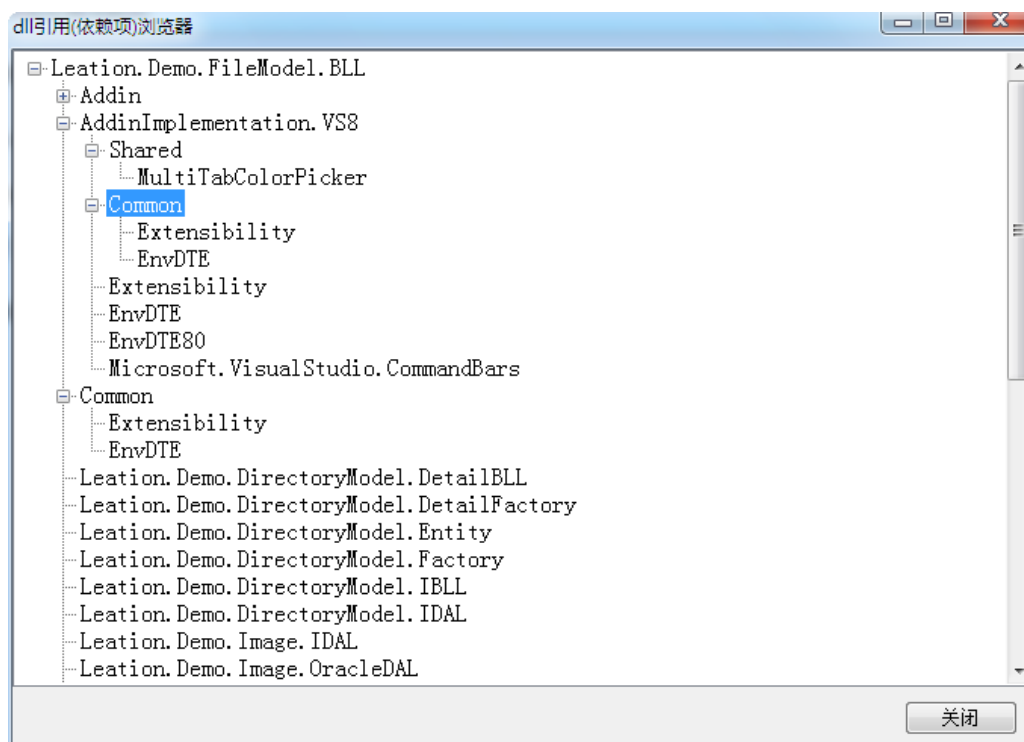 dll引用(依赖项)浏览器
Leation.Demo.FileModel.BLL
Addin
AddinImplementation.VS8
Shared
MultiTabColorPicker
Common
Extensibility
EnvDTE
Extensibility
EnvDTE
EnvDTE80
Microsoft.VisualStudio.CommandBars
Common
Extensibility
EnvDTE
Leation.Demo.DirectoryModel.DetailBLL
Leation.Demo.DirectoryModel.DetailFactory
Leation.Demo.DirectoryModel.Entity
Leation.Demo.DirectoryModel.Factory
Leation.Demo.DirectoryModel.IBLL
Leation.Demo.DirectoryModel.IDAL
Leation.Demo.Image.IDAL
Leation.Demo.Image.OracleDAL
关闭